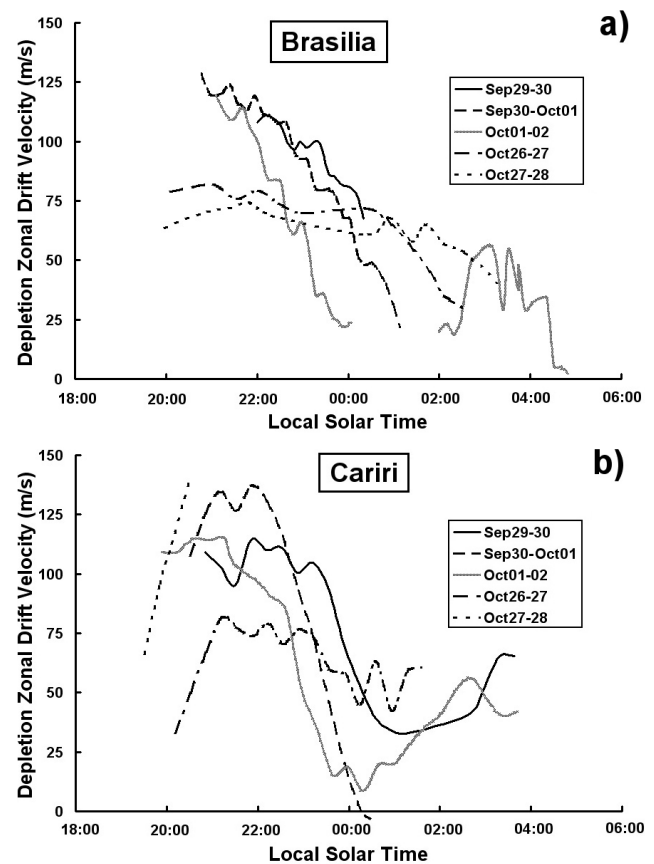 Brasilia
a)
Depletion Zonal Drift Velocity (m/s)
150
125
100
75
50
25
0
Sep29-30
Sep30-Oct01
Oct01-02
Oct26-27
Oct27-28
18:00 20:00 22:00 00:00 02:00 04:00 06:00
Local Solar Time
Cariri
b)
Depletion Zonal Drift Velocity (m/s)
150
125
100
75
50
25
0
Sep29-30
Sep30-Oct01
Oct01-02
Oct26-27
Oct27-28
18:00 20:00 22:00 00:00 02:00 04:00 06:00
Local Solar Time